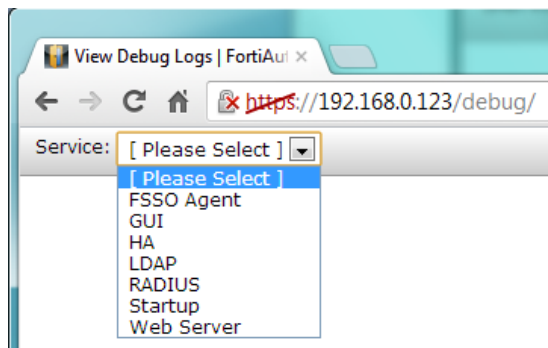 View Debug Logs | FortiAut
https://192.168.0.123/debug/
Service: [ Please Select ]
[ Please Select ]
FSSO Agent
GUI
HA
LDAP
RADIUS
Startup
Web Server